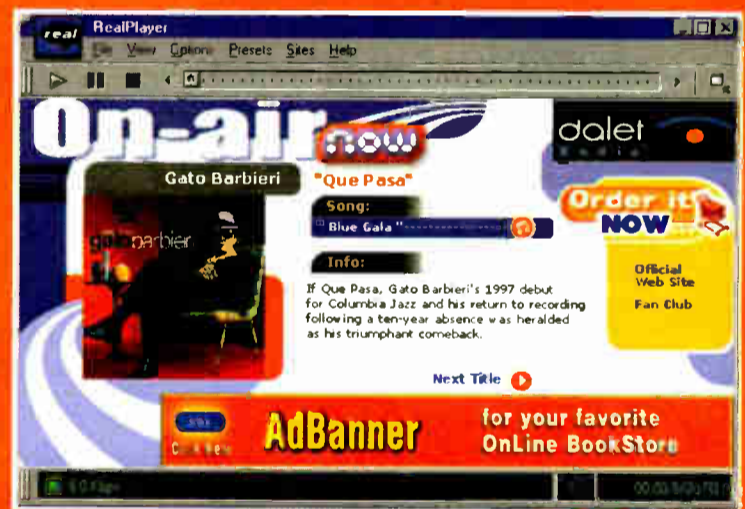 real
RealPlayer
File View Options Presets Sites Help
On-air
now
dalet
Gato Barbieri
"Que Pasa"
Song:
"Blue Gala"
Info:
If Que Pasa, Gato Barbieri's 1997 debut
for Columbia Jazz and his return to recording
following a ten-year absence was heralded
as his triumphant comeback.
Next Title
Order it
NOW
Official
Web Site
Fan Club
gato barbieri
AdBanner
for your favorite
OnLine BookStore